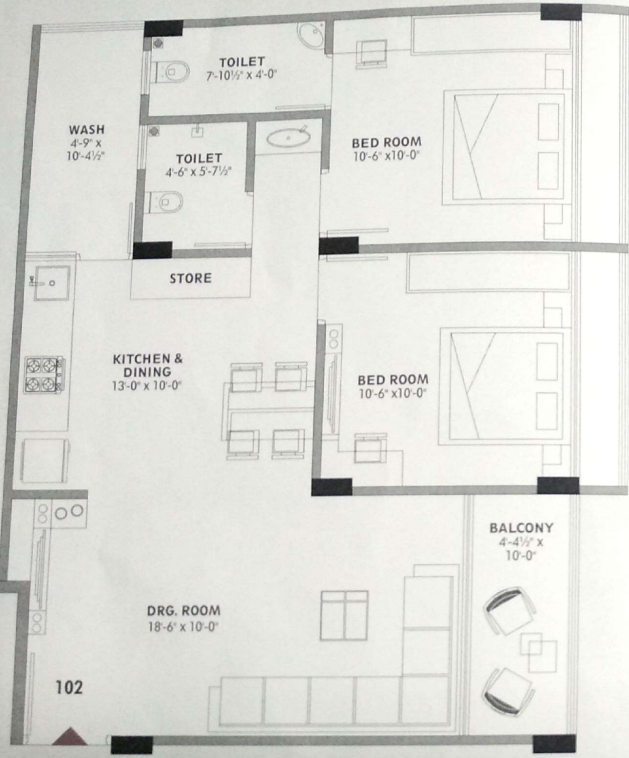 TOILET
7'-10½" x 4'-0"
WASH
4'-9" x
10'-4½"
TOILET
4'-6" x 5'-7½"
BED ROOM
10'-6" x10'-0"
STORE
KITCHEN &
DINING
13'-0" x 10'-0"
BED ROOM
10'-6" x10'-0"
BALCONY
4'-4½" x
10'-0"
DRG. ROOM
18'-6" x 10'-0"
102